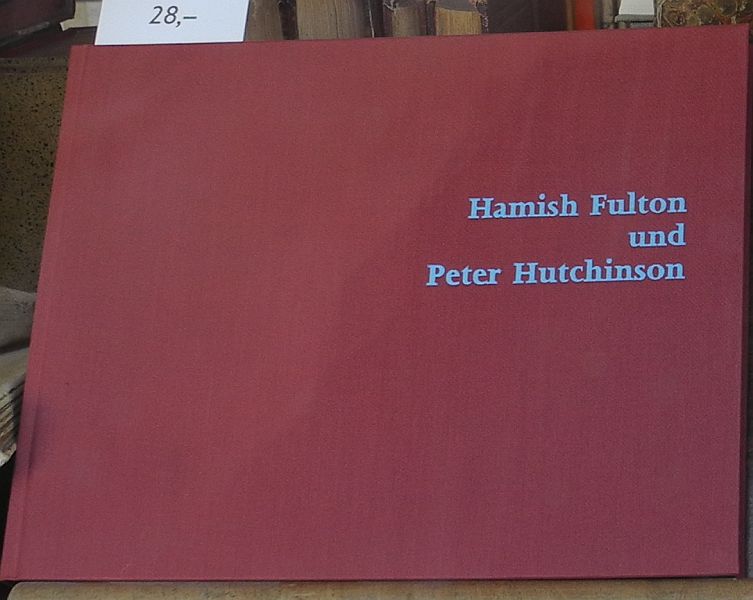 28,–
Hamish Fulton
und
Peter Hutchinson